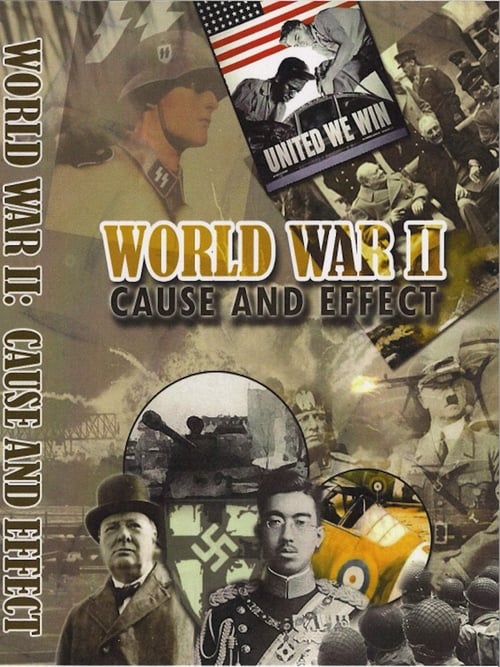 WORLD WAR II: CAUSE AND EFFECT
UNITED WE WIN
WORLD WAR II
CAUSE AND EFFECT